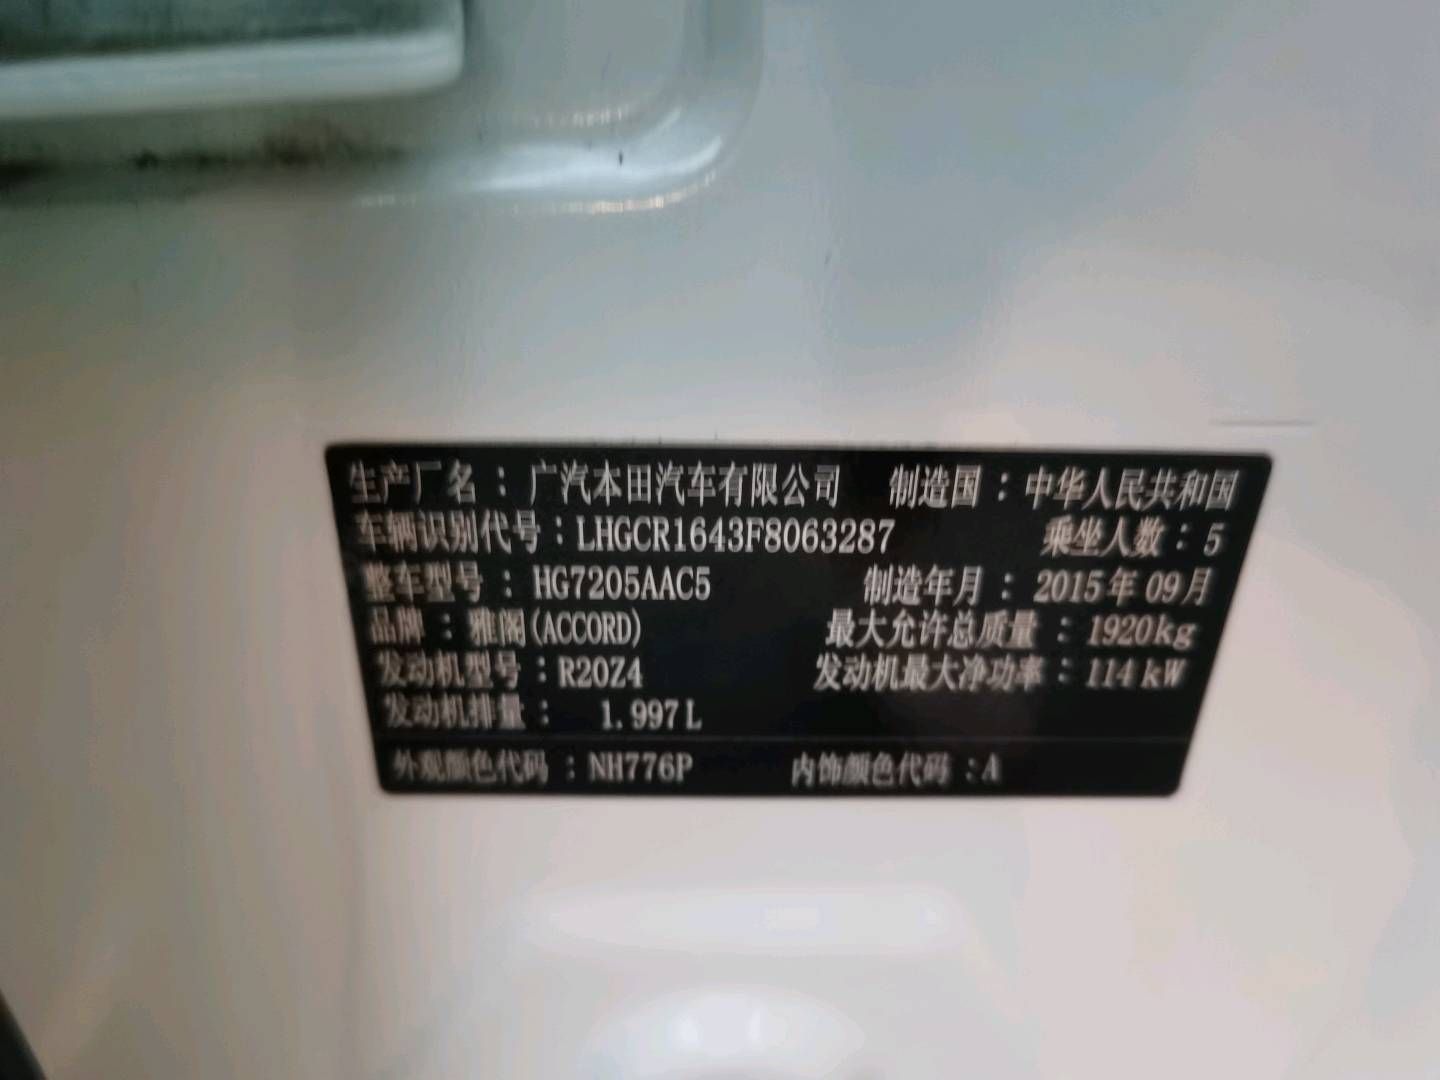 生产厂名：广汽本田汽车有限公司 制造国：中华人民共和国
车辆识别代号：LHGCR1643F8063287 乘坐人数：5
整车型号：HG7205AAC5 制造年月：2015年09月
品牌：雅阁(ACCORD) 最大允许总质量：1920kg
发动机型号：R20Z4 发动机最大净功率：114kW
发动机排量：1.997L
外观颜色代码：NH776P 内饰颜色代码：A